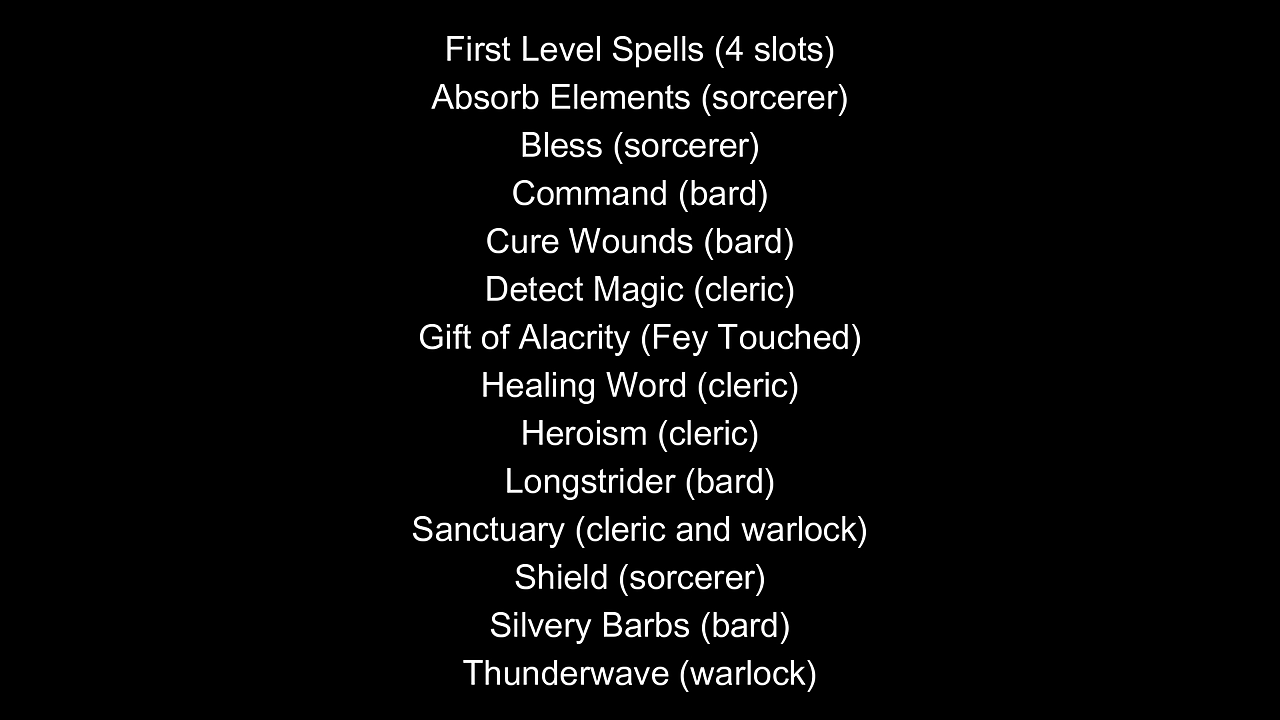 First Level Spells (4 slots)
Absorb Elements (sorcerer)
Bless (sorcerer)
Command (bard)
Cure Wounds (bard)
Detect Magic (cleric)
Gift of Alacrity (Fey Touched)
Healing Word (cleric)
Heroism (cleric)
Longstrider (bard)
Sanctuary (cleric and warlock)
Shield (sorcerer)
Silvery Barbs (bard)
Thunderwave (warlock)